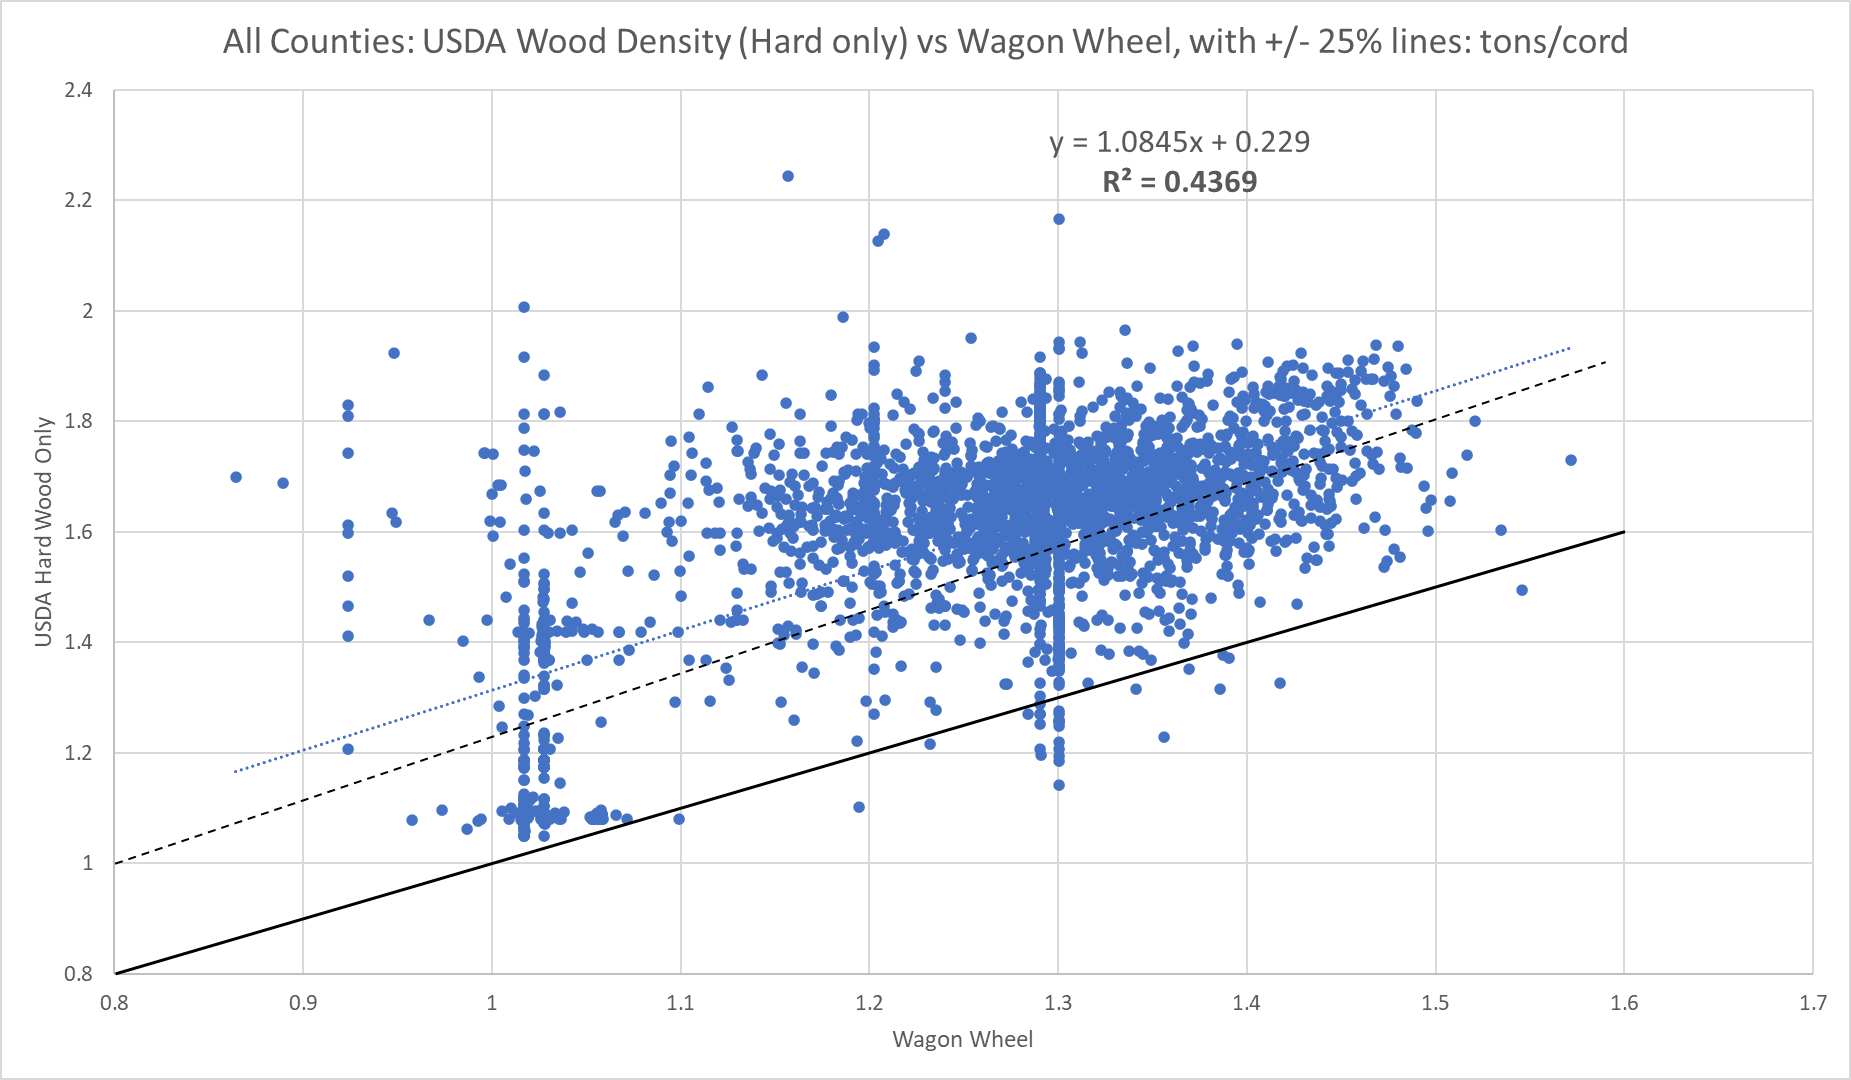 All Counties: USDA Wood Density (Hard only) vs Wagon Wheel, with +/- 25% lines: tons/cord
y = 1.0845x + 0.229
R² = 0.4369
USDA Hard Wood Only
2.4
2.2
2
1.8
1.6
1.4
1.2
1
0.8
0.8 0.9 1 1.1 1.2 1.3 1.4 1.5 1.6 1.7
Wagon Wheel